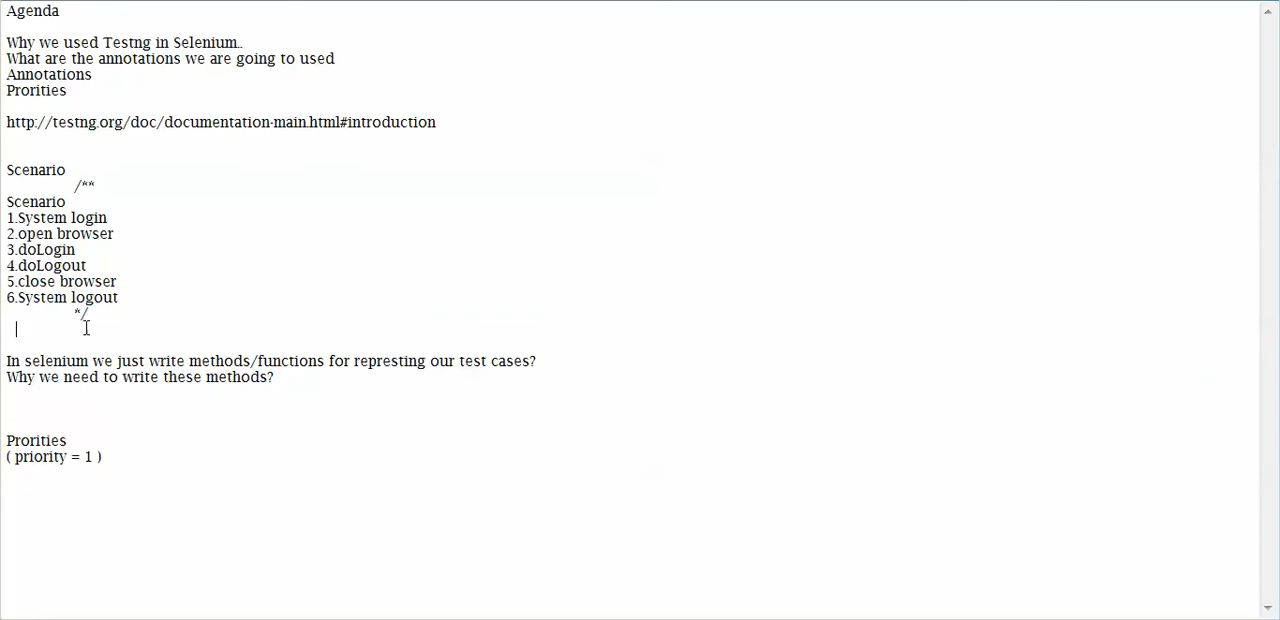 Agenda
Why we used Testng in Selenium..
What are the annotations we are going to used
Annotations
Prorities
http://testng.org/doc/documentation-main.html#introduction
Scenario
/**
Scenario
1.System login
2.open browser
3.doLogin
4.doLogout
5.close browser
6.System logout
*/
In selenium we just write methods/functions for represting our test cases?
Why we need to write these methods?
Prorities
( priority = 1 )